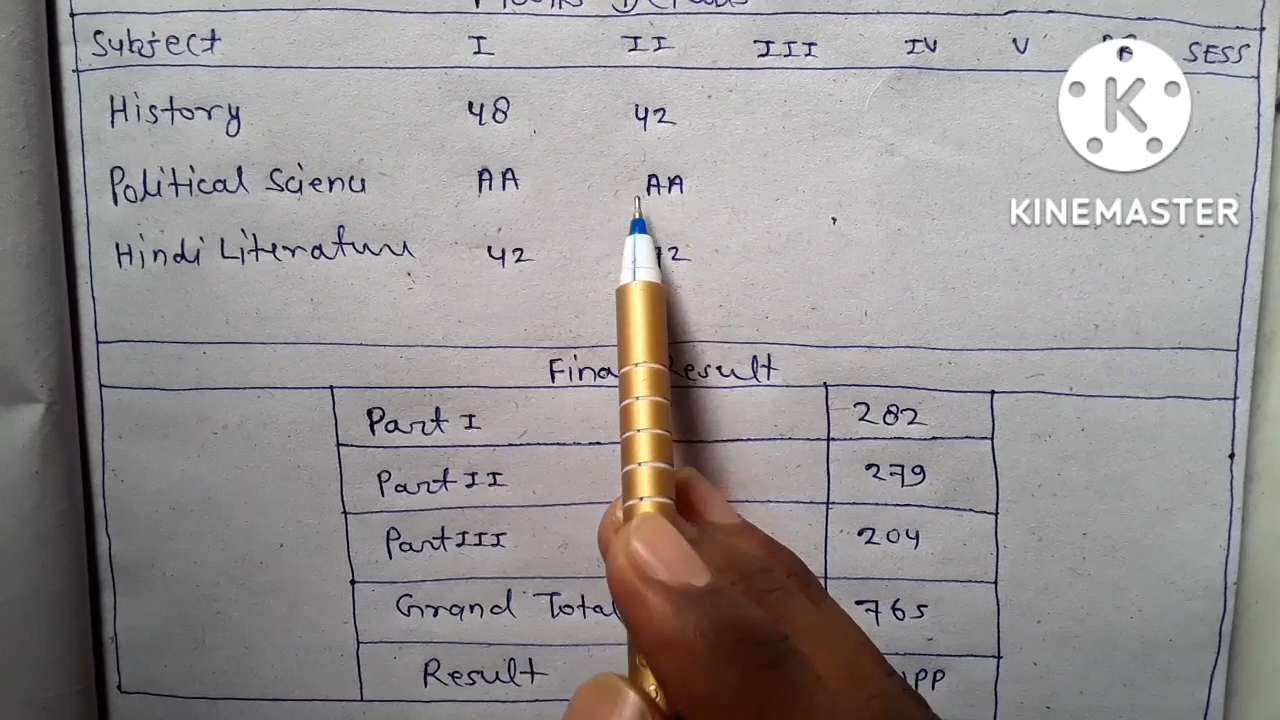 Subject I II III IV V SESS
K
KINEMASTER
History 48 42
Political Science AA AA
Hindi Literature 42
Final Result
Part I 282
Part II 279
Part III 204
Grand Total 765
Result